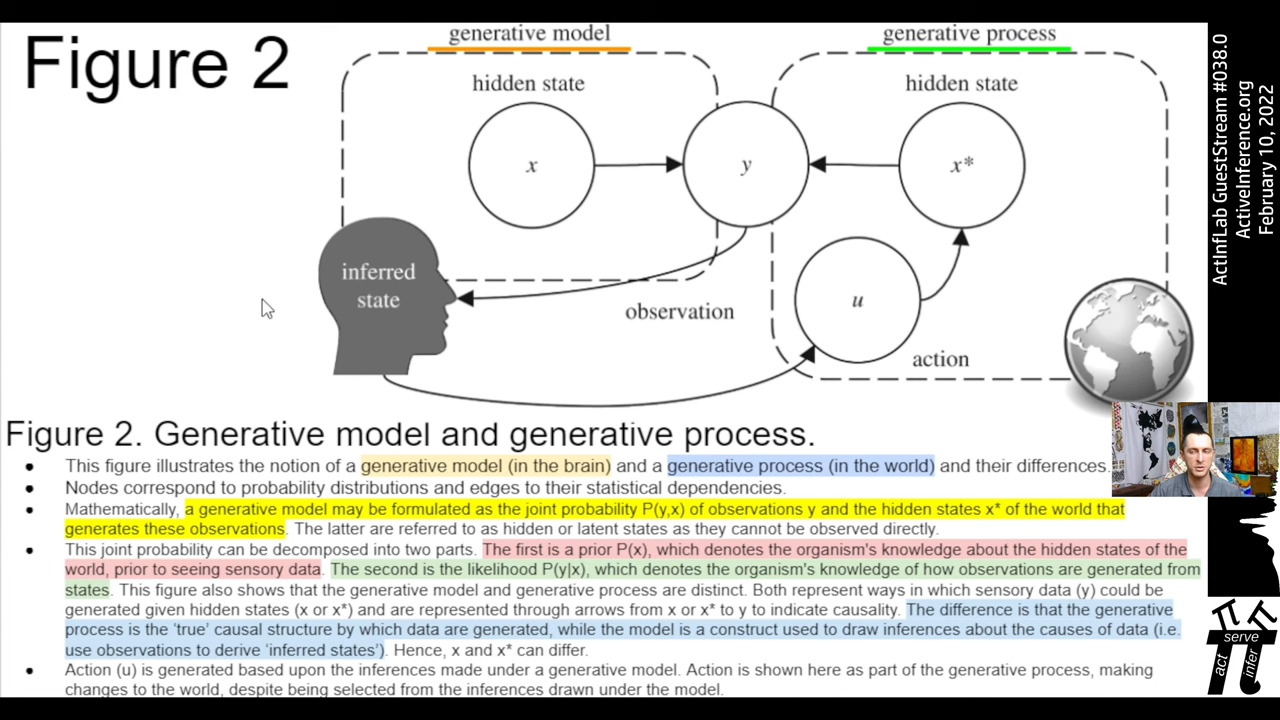 Figure 2
generative model
generative process
hidden state
hidden state
x
y
x*
inferred
state
u
observation
action
Figure 2. Generative model and generative process.
● This figure illustrates the notion of a generative model (in the brain) and a generative process (in the world) and their differences.
● Nodes correspond to probability distributions and edges to their statistical dependencies.
● Mathematically, a generative model may be formulated as the joint probability P(y,x) of observations y and the hidden states x* of the world that
generates these observations. The latter are referred to as hidden or latent states as they cannot be observed directly.
● This joint probability can be decomposed into two parts. The first is a prior P(x), which denotes the organism's knowledge about the hidden states of the
world, prior to seeing sensory data. The second is the likelihood P(y|x), which denotes the organism's knowledge of how observations are generated from
states. This figure also shows that the generative model and generative process are distinct. Both represent ways in which sensory data (y) could be
generated given hidden states (x or x*) and are represented through arrows from x or x* to y to indicate causality. The difference is that the generative
process is the ‘true’ causal structure by which data are generated, while the model is a construct used to draw inferences about the causes of data (i.e.
use observations to derive ‘inferred states’). Hence, x and x* can differ.
● Action (u) is generated based upon the inferences made under a generative model. Action is shown here as part of the generative process, making
changes to the world, despite being selected from the inferences drawn under the model.
ActInfLab GuestStream #038.0
ActiveInference.org
February 10, 2022
serve
act
infer